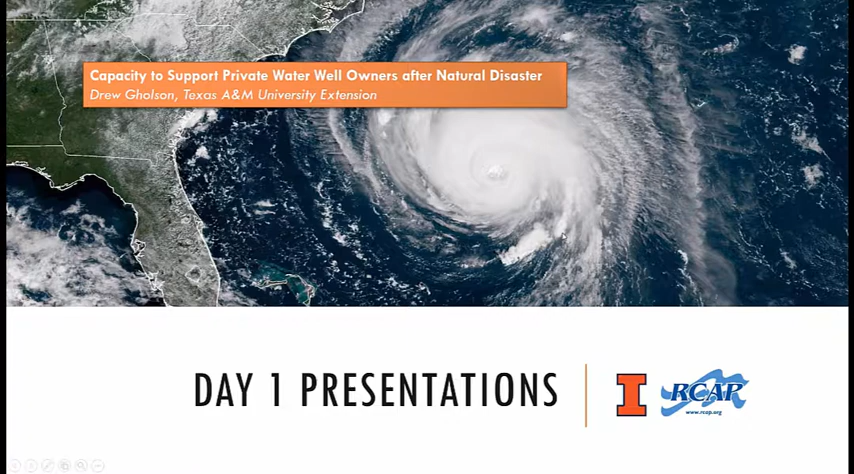 Capacity to Support Private Water Well Owners after Natural Disaster
Drew Gholson, Texas A&M University Extension
DAY 1 PRESENTATIONS
I
RCAP
www.rcap.org